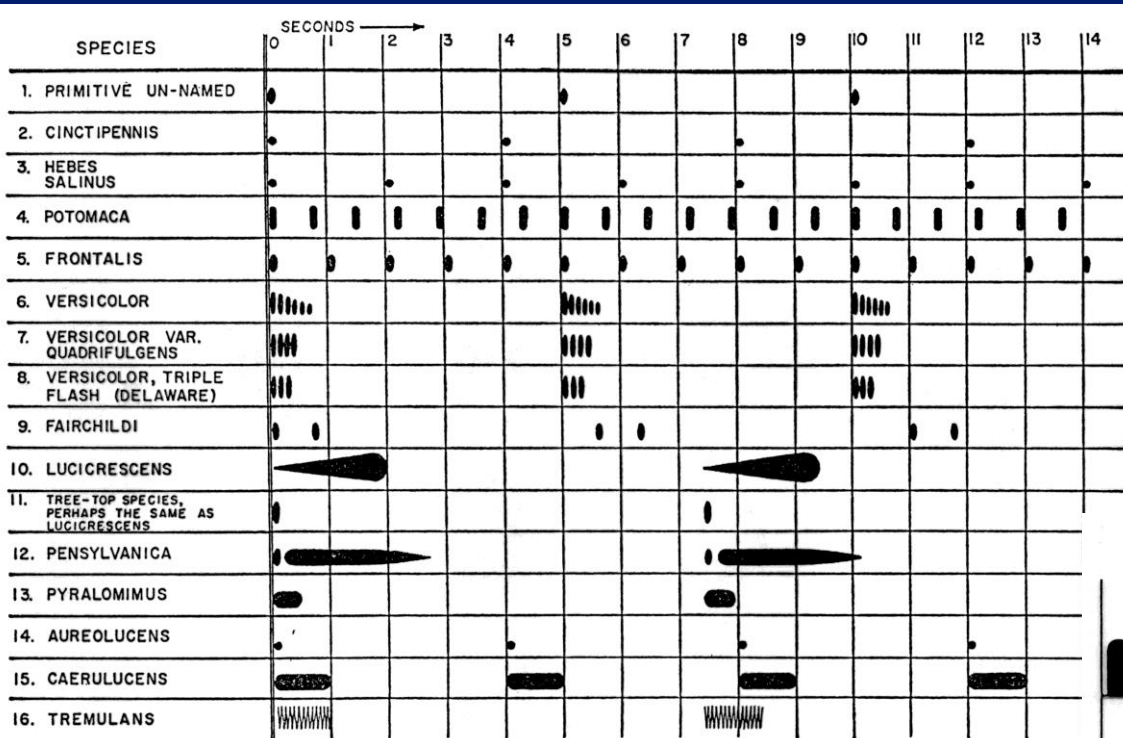 SECONDS
SPECIES
0 1 2 3 4 5 6 7 8 9 10 11 12 13 14
1. PRIMITIVE UN-NAMED
2. CINCTIPENNIS
3. HEBES
SALINUS
4. POTOMACA
5. FRONTALIS
6. VERSICOLOR
7. VERSICOLOR VAR.
QUADRIFULGENS
8. VERSICOLOR, TRIPLE
FLASH (DELAWARE)
9. FAIRCHILDI
10. LUCICRESCENS
11. TREE-TOP SPECIES,
PERHAPS THE SAME AS
LUCICRESCENS
12. PENSYLVANICA
13. PYRALOMIMUS
14. AUREOLUCENS
15. CAERULUCENS
16. TREMULANS